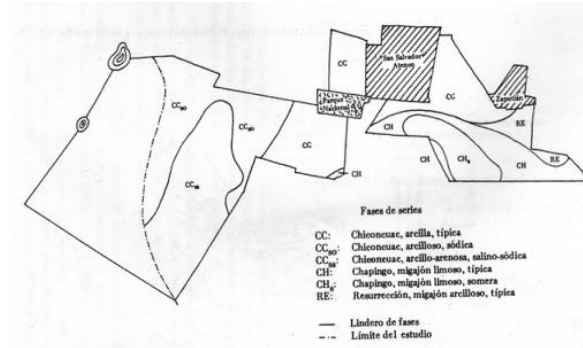 CC
San Salvador
Atenco
CC
Zapotlán
Parque
Nacional
CCso
CCso
CC
CH
RE
CCss
CH
CHs
CH
RE
CH
Fases de series
CC: Chiconcuac, arcilla, típica
CCso: Chiconcuac, arcilloso, sódica
CCss: Chiconcuac, arcillo-arenosa, salino-sódica
CH: Chapingo, migajón limoso, típica
CHs: Chapingo, migajón limoso, somera
RE: Resurrección, migajón arcilloso, típica
Lindero de fases
Límite del estudio